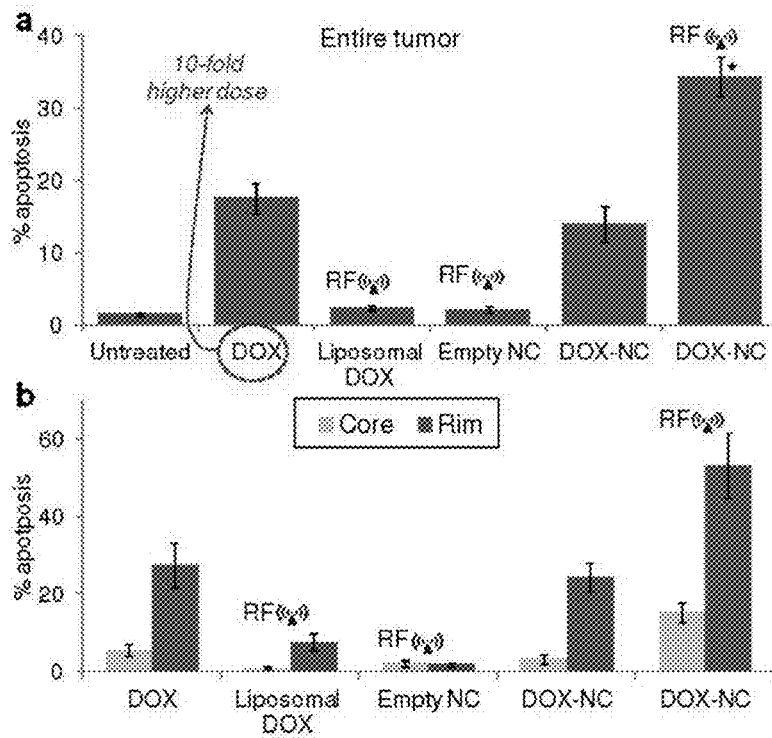 a
Entire tumor
10-fold
higher dose
RF
*
% apoptosis
40
30
20
10
0
RF
RF
Untreated
DOX
Liposomal
DOX
Empty NC
DOX-NC
DOX-NC
b
Core
Rim
RF
% apotposis
60
40
20
0
RF
RF
DOX
Liposomal
DOX
Empty NC
DOX-NC
DOX-NC